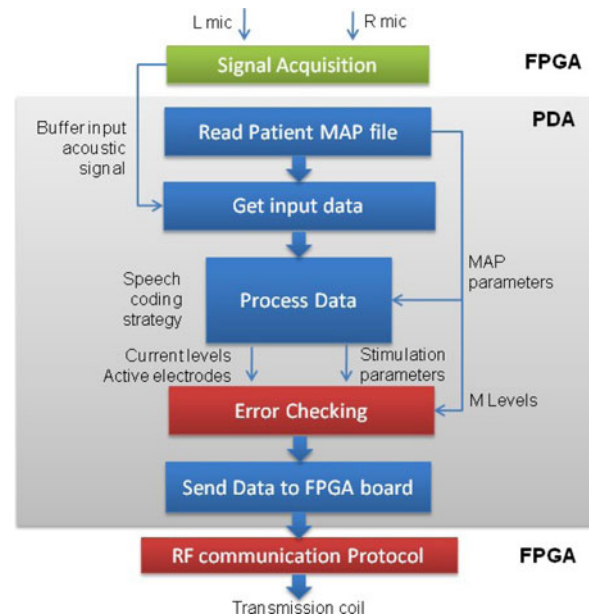 L mic
R mic
Signal Acquisition
FPGA
PDA
Buffer input
acoustic
signal
Read Patient MAP file
Get input data
Speech
coding
strategy
Process Data
MAP
parameters
Current levels
Active electrodes
Stimulation
parameters
Error Checking
M Levels
Send Data to FPGA board
RF communication Protocol
FPGA
Transmission coil